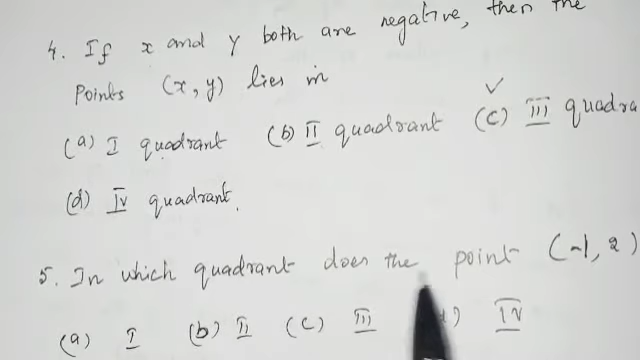 4. If x and y both are negative, then the
points (x,y) lies in
(a) I quadrant (b) II quadrant (c) III quadra
(d) IV quadrant.
5. In which quadrant does the point (-1, 2)
(a) I (b) II (c) III ) IV